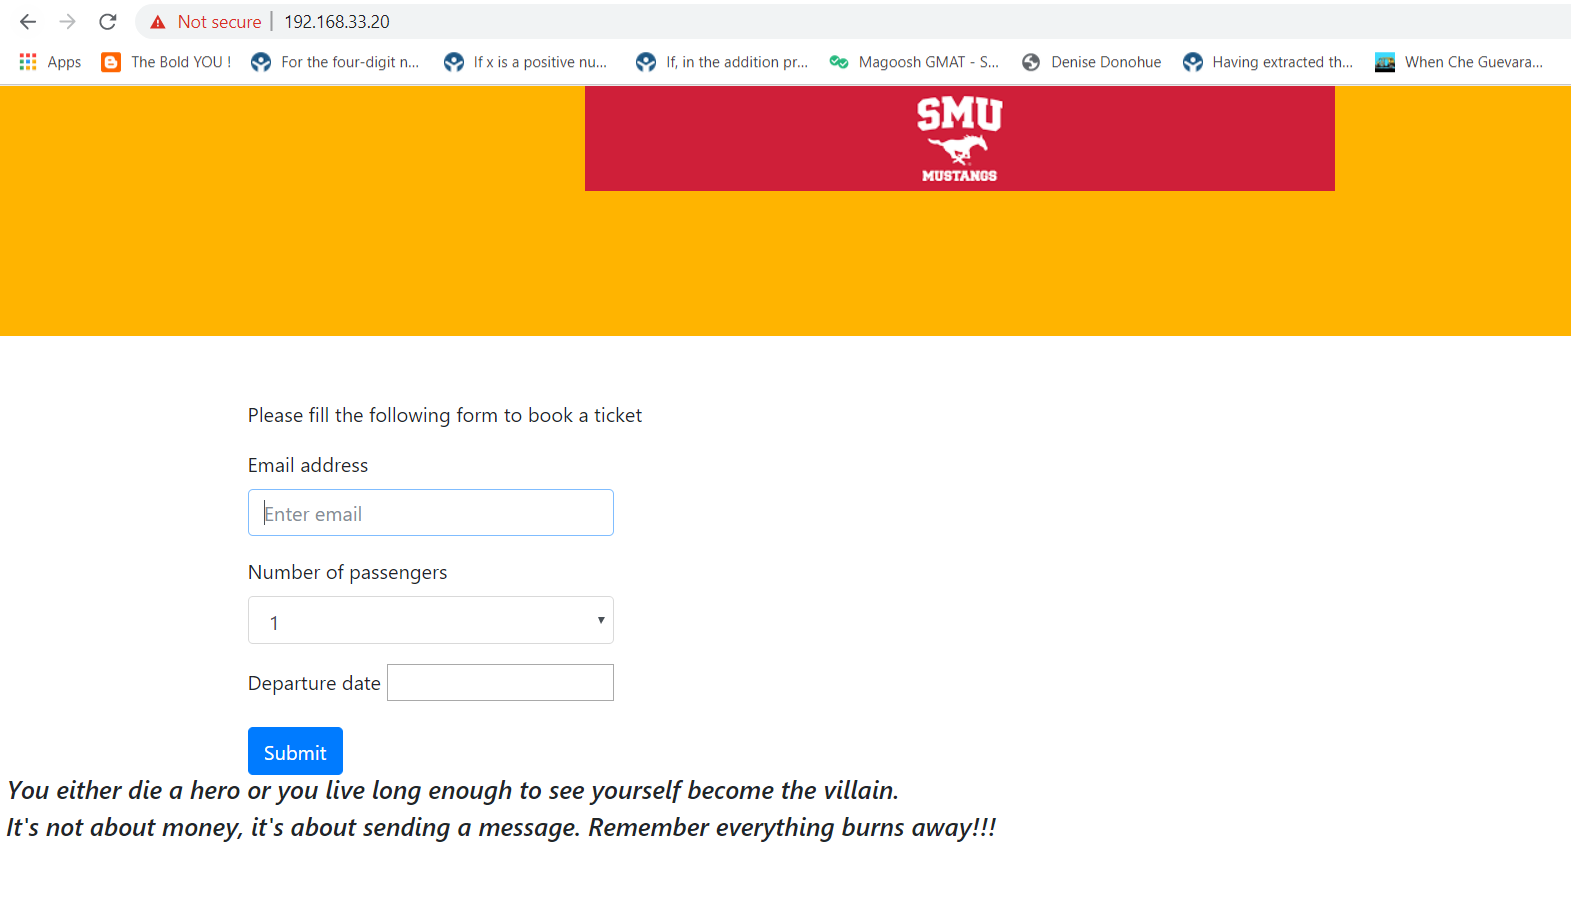 Not secure | 192.168.33.20
Apps The Bold YOU ! For the four-digit n... If x is a positive nu... If, in the addition pr... Magoosh GMAT - S... Denise Donohue Having extracted th... When Che Guevara...
SMU
MUSTANGS
Please fill the following form to book a ticket
Email address
Enter email
Number of passengers
1
Departure date
Submit
You either die a hero or you live long enough to see yourself become the villain.
It's not about money, it's about sending a message. Remember everything burns away!!!